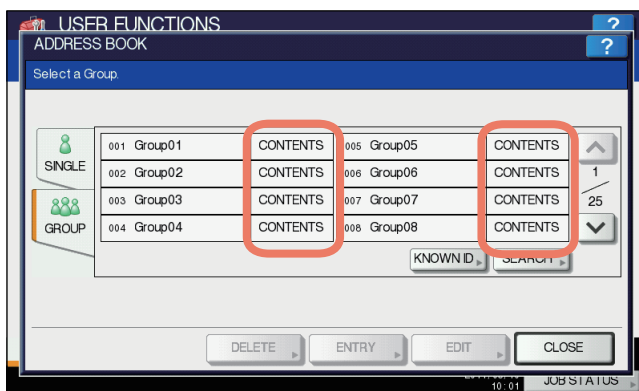 USER FUNCTIONS ?
ADDRESS BOOK ?
Select a Group.
SINGLE
GROUP
001 Group01 CONTENTS 005 Group05 CONTENTS
002 Group02 CONTENTS 006 Group06 CONTENTS
003 Group03 CONTENTS 007 Group07 CONTENTS
004 Group04 CONTENTS 008 Group08 CONTENTS
1
25
KNOWN ID SEARCH
DELETE ENTRY EDIT CLOSE
10:01 JOB STATUS